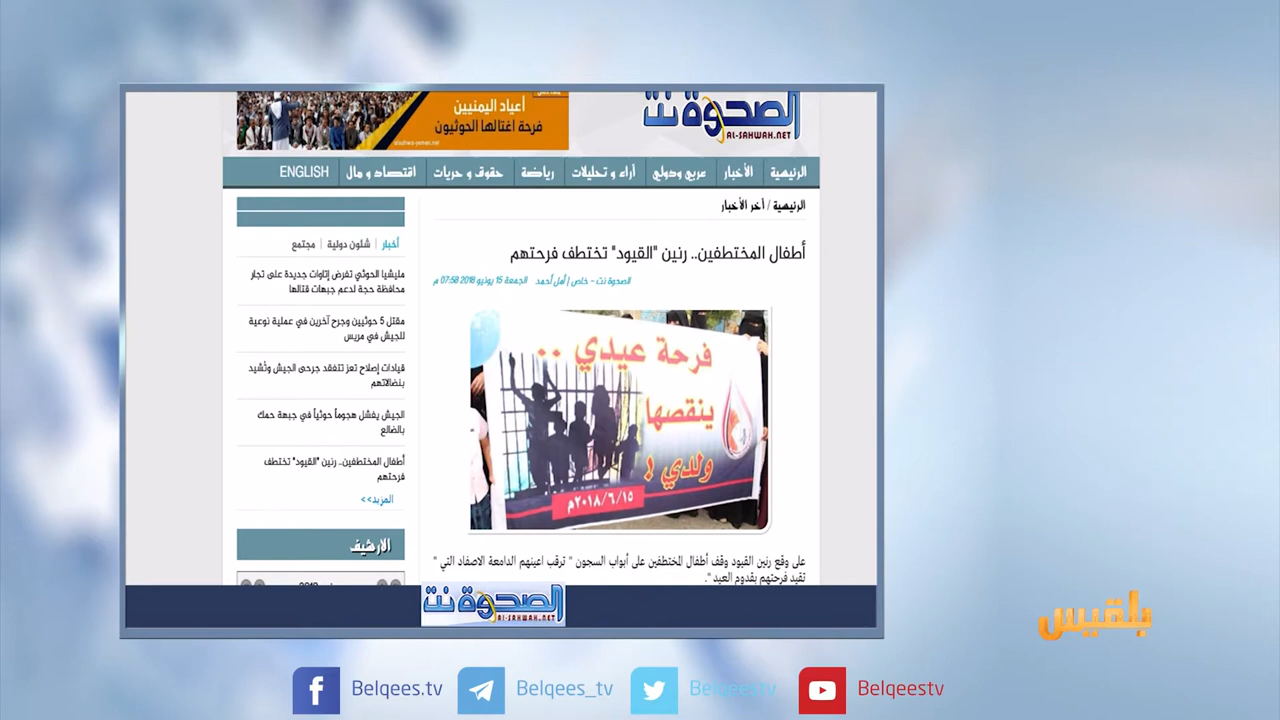 أعياد اليمنيين
فرحة اغتالها الحوثيون
alsahwa-yemen.net
الصحوة نت
AL-SAHWAH.NET
الرئيسية
الأخبار
عربي ودولي
آراء و تحليلات
رياضة
حقوق و حريات
اقتصاد و مال
ENGLISH
الرئيسية / آخر الأخبار
أطفال المختطفين.. رنين "القيود" تختطف فرحتهم
الصحوة نت - خاص | أمل أحمد الجمعة 15 يونيو 2018 07:58 م
فرحة عيدي ..
ينقصها
ولدي !
٢٠١٨/٦/١٥م
على وقع رنين القيود وقف أطفال المختطفين على أبواب السجون " ترقب اعينهم الدامعة الاصفاد التي "
تقيد فرحتهم بقدوم العيد ".
أخبار | شئون دولية | مجتمع
مليشيا الحوثي تفرض إتاوات جديدة على تجار
محافظة حجة لدعم جبهات قتالها
مقتل 5 حوثيين وجرح آخرين في عملية نوعية
للجيش في مريس
قيادات إصلاح تعز تتفقد جرحى الجيش وتُشيد
بنضالاتهم
الجيش يفشل هجوماً حوثياً في جبهة حمك
بالضالع
أطفال المختطفين.. رنين "القيود" تختطف
فرحتهم
المزيد>>
الارشيف
الصحوة نت
AL-SAHWAH.NET
بلقيس
Belqees.tv
Belqees_tv
Belqeestv
Belqeestv